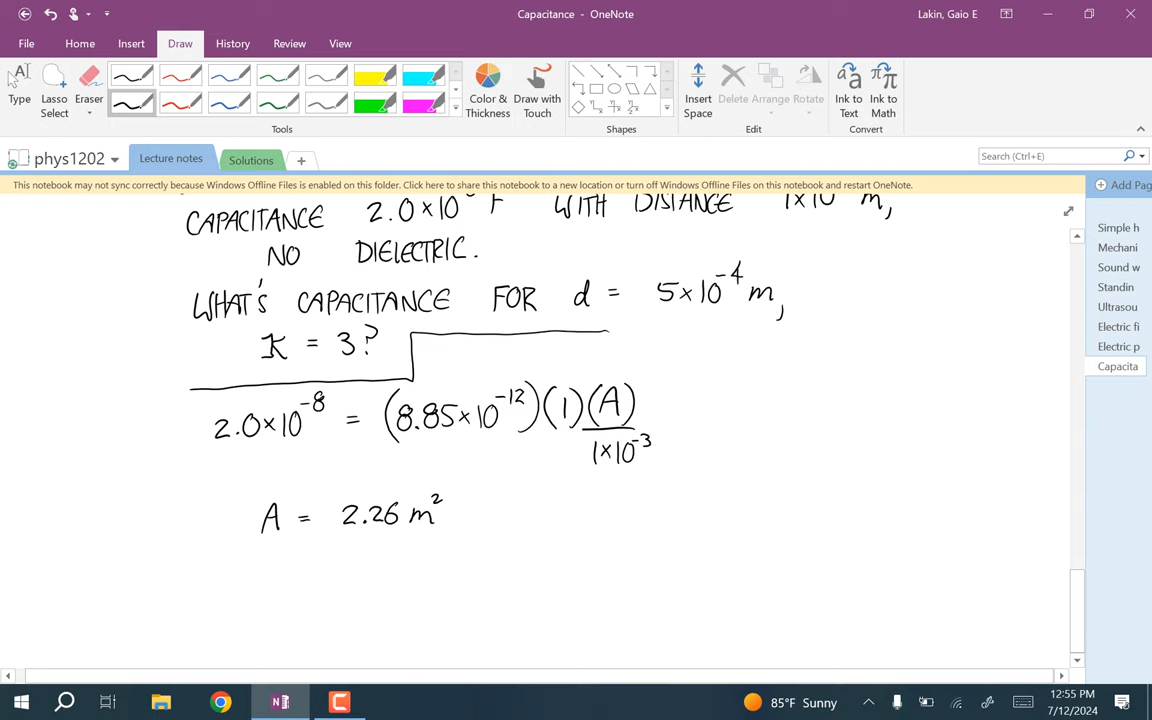 Capacitance - OneNote
Lakin, Gaio E
File Home Insert Draw History Review View
Type
Lasso Select
Eraser
Color & Thickness
Draw with Touch
Insert Space
Delete
Arrange
Rotate
Ink to Text
Ink to Math
Tools
Shapes
Edit
Convert
phys1202
Lecture notes
Solutions
Search (Ctrl+E)
This notebook may not sync correctly because Windows Offline Files is enabled on this folder. Click here to share this notebook to a new location or turn off Windows Offline Files on this notebook and restart OneNote.
Add Pag
Simple h
Mechani
Sound w
Standin
Ultrasou
Electric fi
Electric p
Capacita
CAPACITANCE 2.0×10 F WITH DISTANCE 1×10 m,
NO DIELECTRIC.
WHAT'S CAPACITANCE FOR d = 5×10⁻⁴ m,
K = 3?
2.0×10⁻⁸ = (8.85×10⁻¹²)(1)(A)
1×10⁻³
A = 2.26 m²
85°F Sunny
12:55 PM
7/12/2024